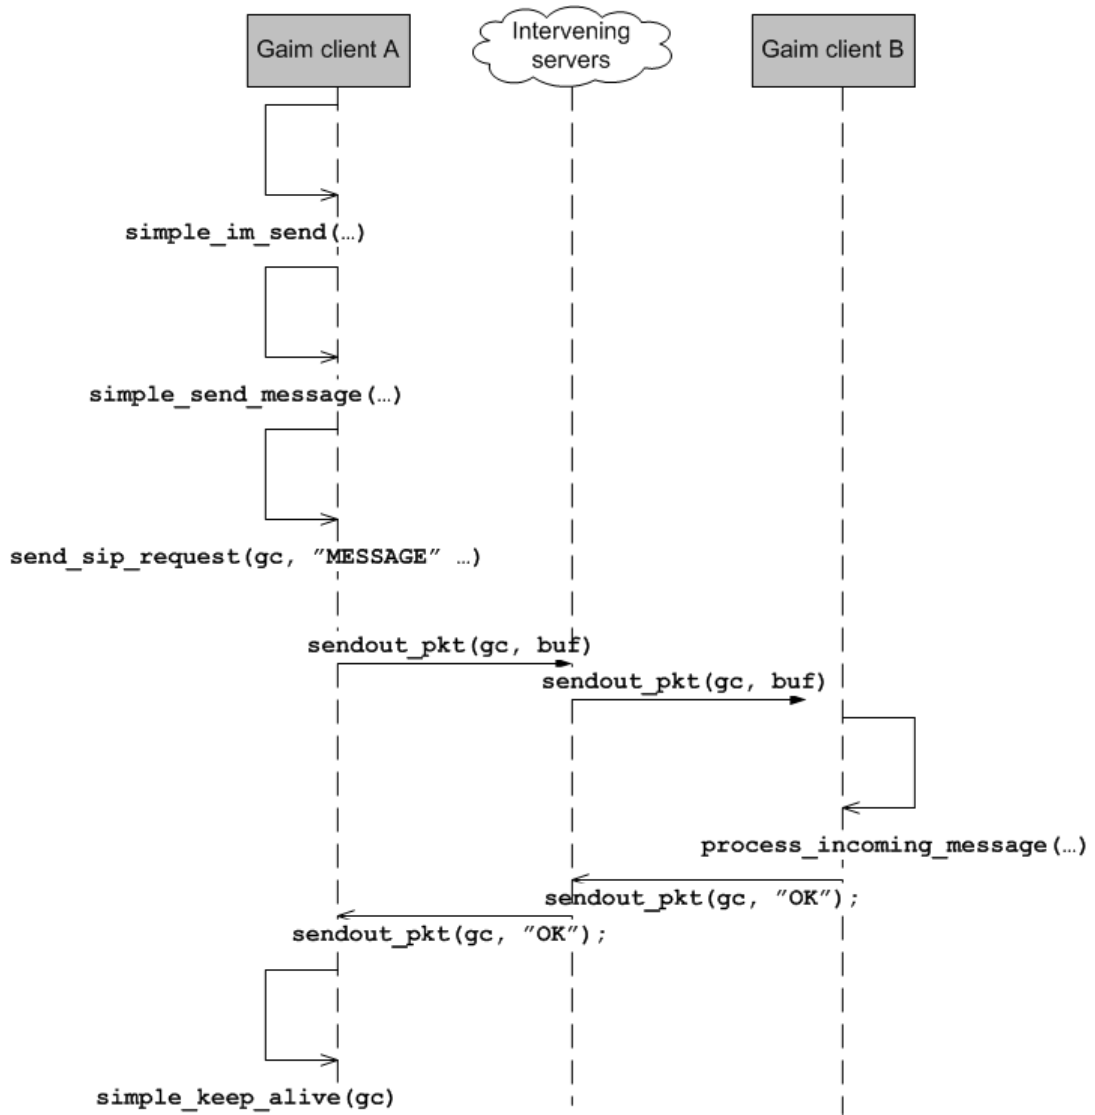 Gaim client A
Intervening
servers
Gaim client B
simple_im_send(…)
simple_send_message(…)
send_sip_request(gc, ″MESSAGE″ …)
sendout_pkt(gc, buf)
sendout_pkt(gc, buf)
process_incoming_message(…)
sendout_pkt(gc, ″OK″);
sendout_pkt(gc, ″OK″);
simple_keep_alive(gc)